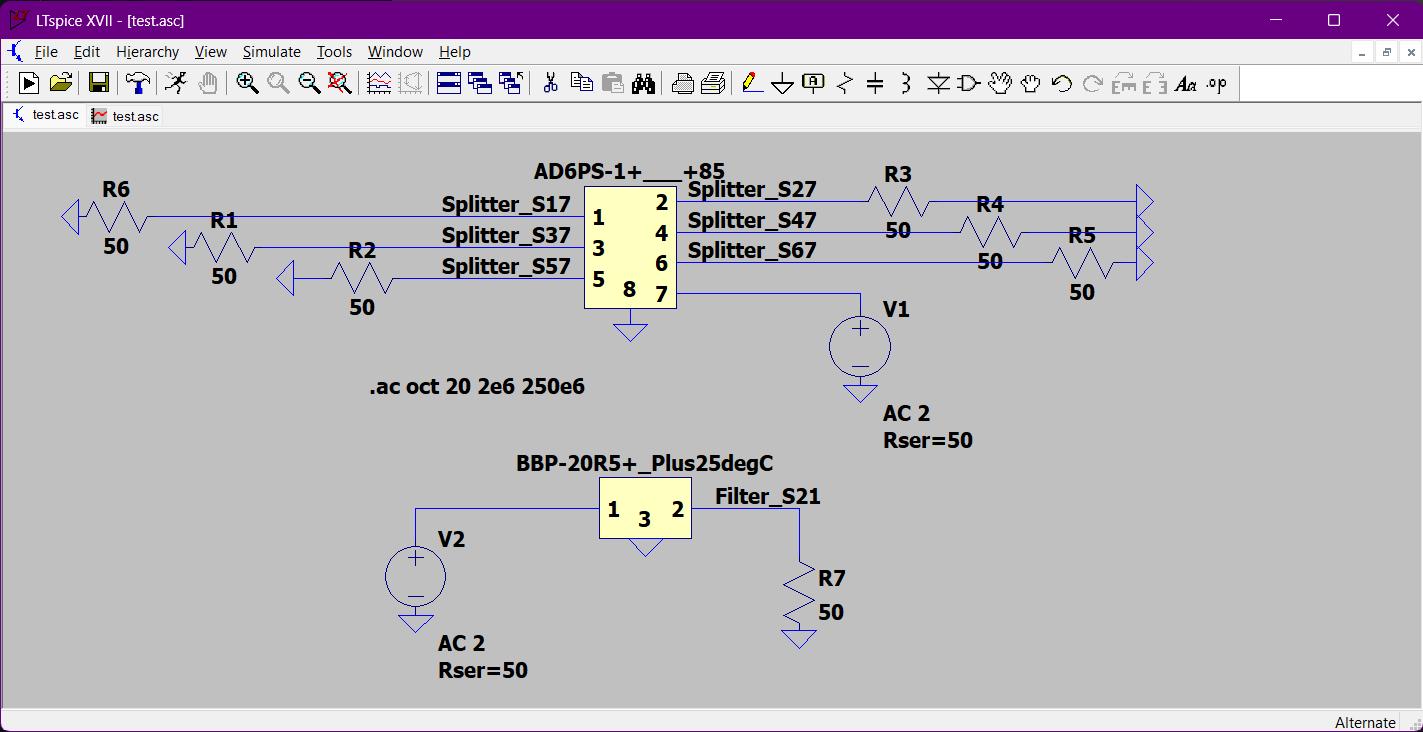 LTspice XVII - [test.asc]
File Edit Hierarchy View Simulate Tools Window Help
A
Aa .op
test.asc test.asc
AD6PS-1+___+85
R6
50
R1
50
R2
50
Splitter_S17
Splitter_S37
Splitter_S57
1
3
5
8
2
4
6
7
Splitter_S27
Splitter_S47
Splitter_S67
R3
50
R4
50
R5
50
V1
AC 2
Rser=50
.ac oct 20 2e6 250e6
BBP-20R5+_Plus25degC
1
3
2
Filter_S21
V2
AC 2
Rser=50
R7
50
Alternate